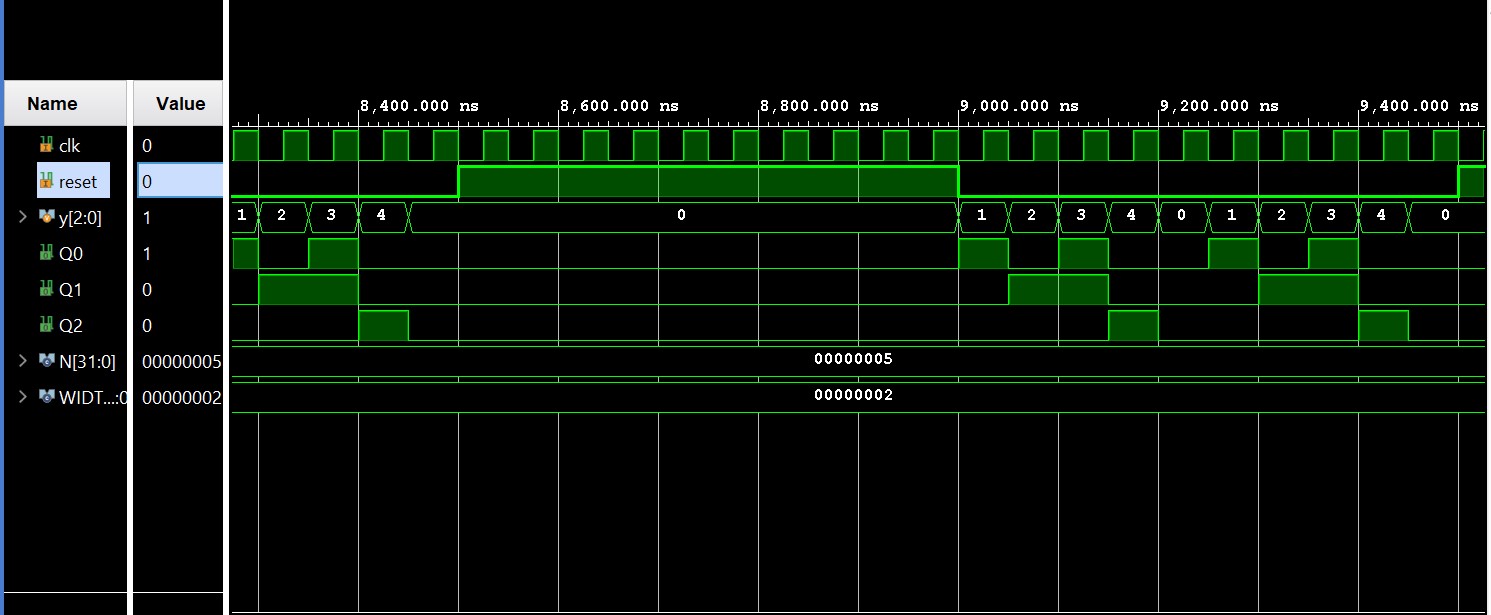 Name Value
8,400.000 ns 8,600.000 ns 8,800.000 ns 9,000.000 ns 9,200.000 ns 9,400.000 ns
clk 0
reset 0
y[2:0] 1 1 2 3 4 0 1 2 3 4 0 1 2 3 4 0
Q0 1
Q1 0
Q2 0
N[31:0] 00000005 00000005
WIDT...:0 00000002 00000002